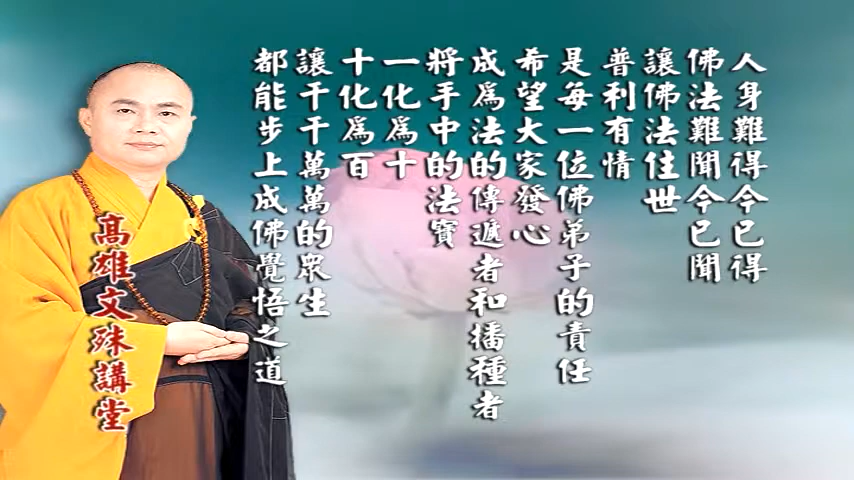 人身難得今已得
佛法難聞今已聞
讓佛法住世
普利有情
是每一位佛弟子的責任
希望大家發心
成為法的傳遞者和播種者
將手中的法寶
一化為十
十化為百
讓千千萬萬的眾生
都能步上成佛覺悟之道
高雄文殊講堂